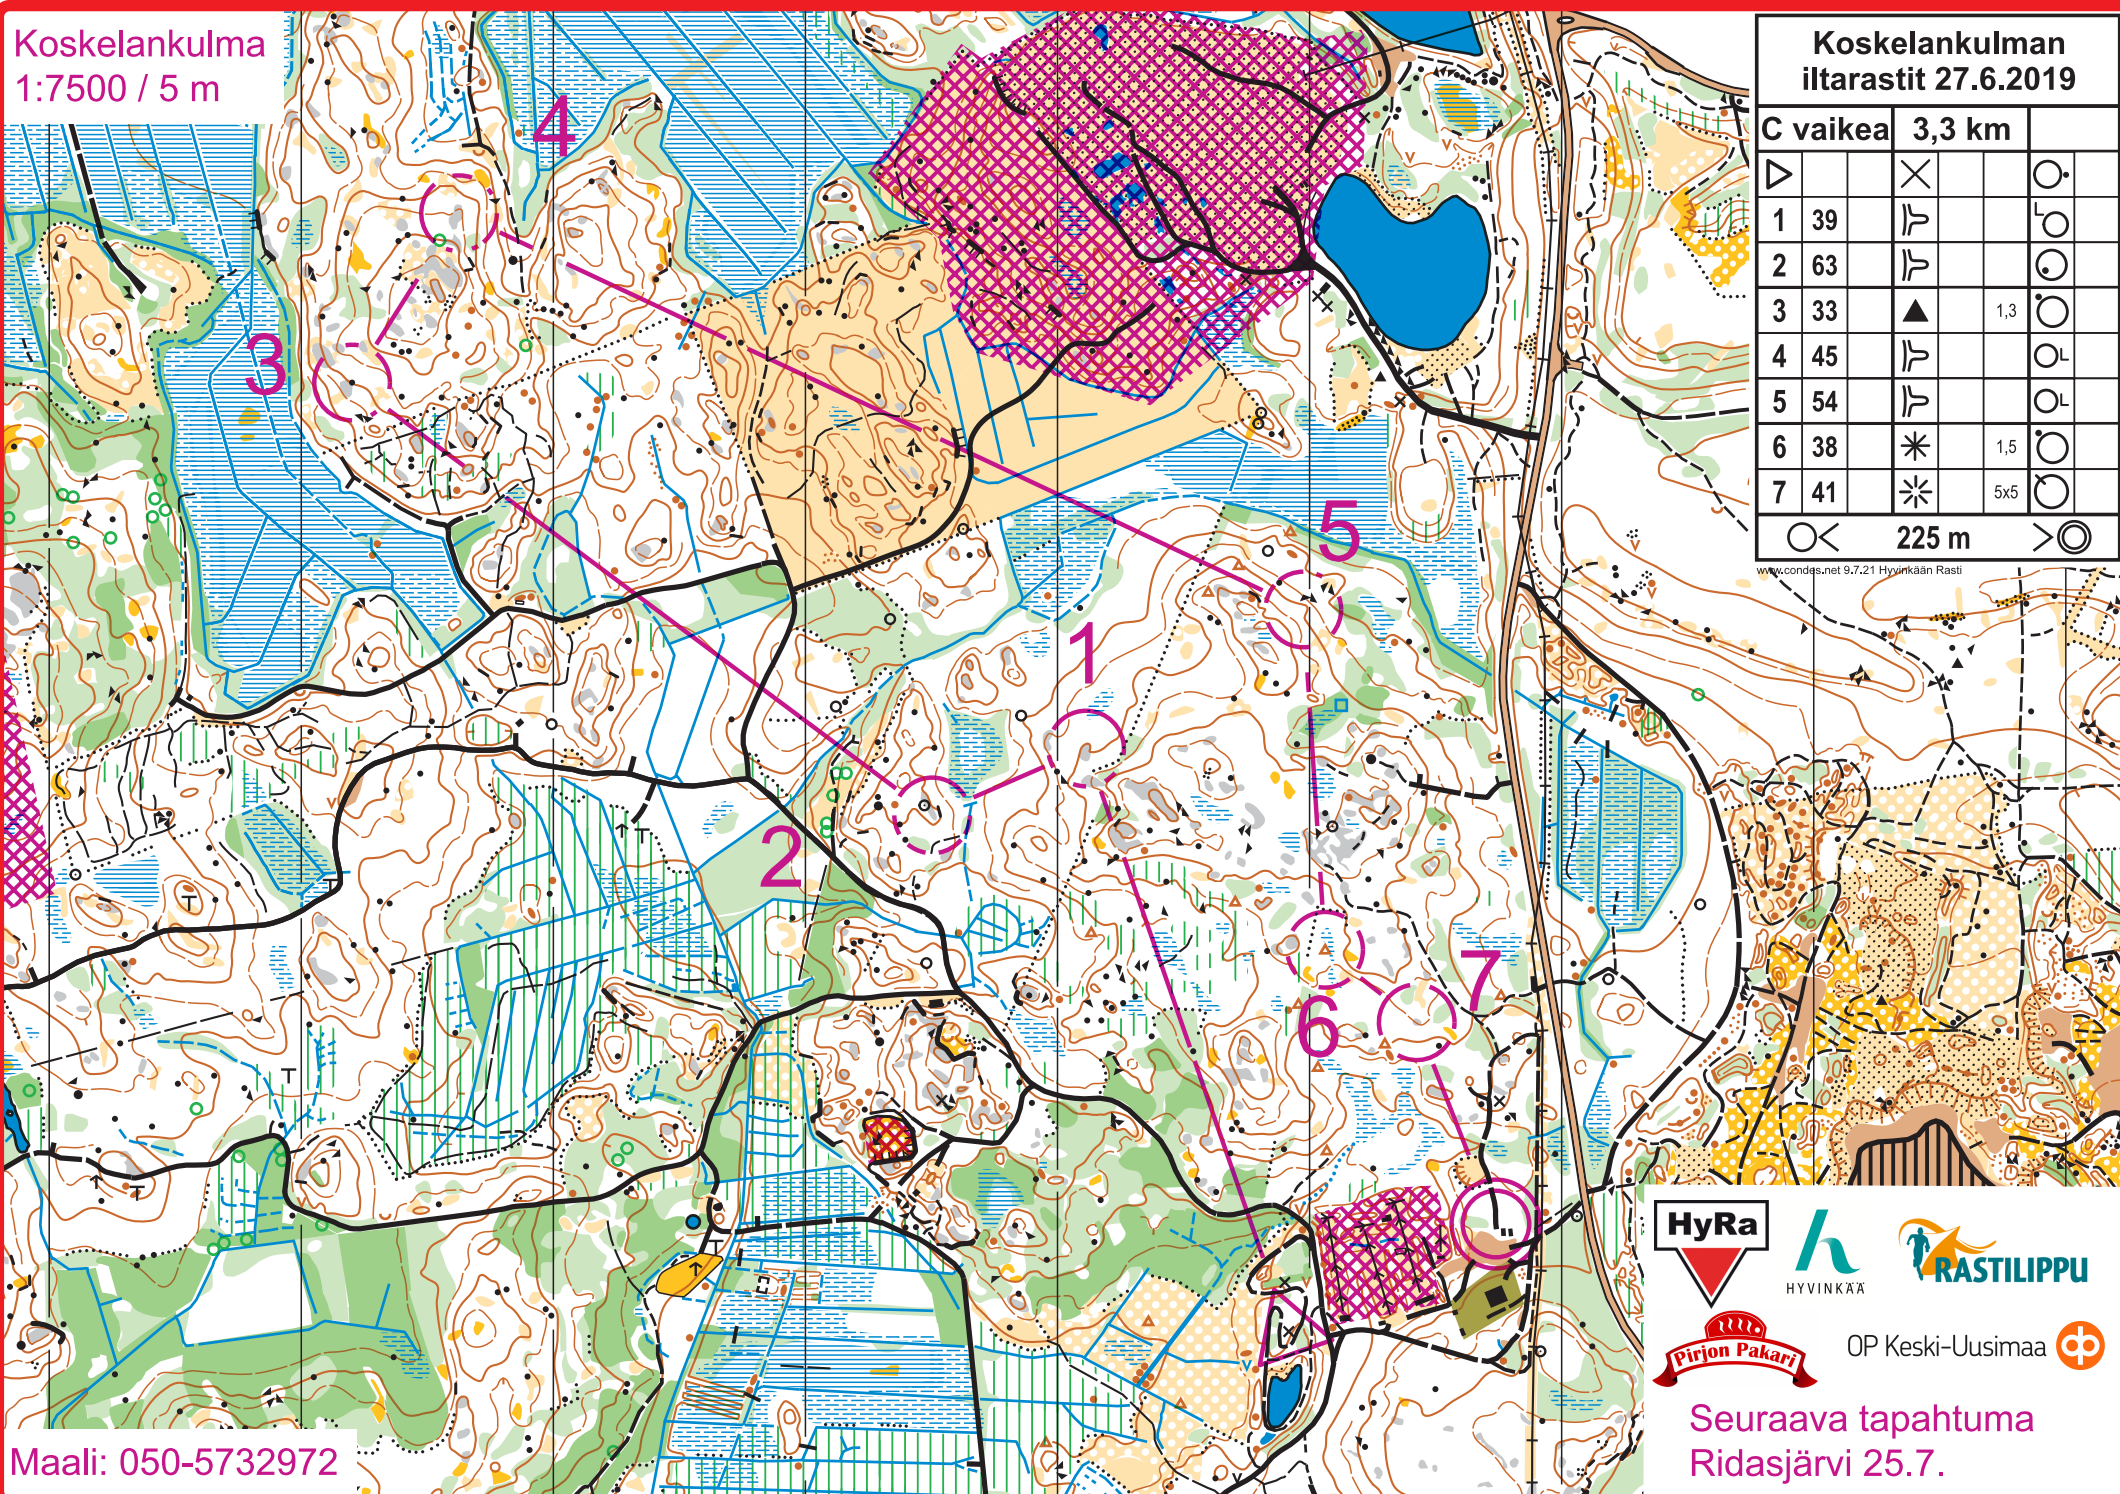 Koskelankulma
1:7500 / 5 m
Koskelankulman
iltarastit 27.6.2019
C vaikea 3,3 km
1 39
2 63
3 33 1,3
4 45
5 54
6 38 1,5
7 41 5x5
225 m
www.condes.net 9.7.21 Hyvinkään Rasti
4
3
5
1
2
7
6
HyRa
HYVINKÄÄ
RASTILIPPU
Pirjon Pakari
OP Keski-Uusimaa
op
Seuraava tapahtuma
Ridasjärvi 25.7.
Maali: 050-5732972